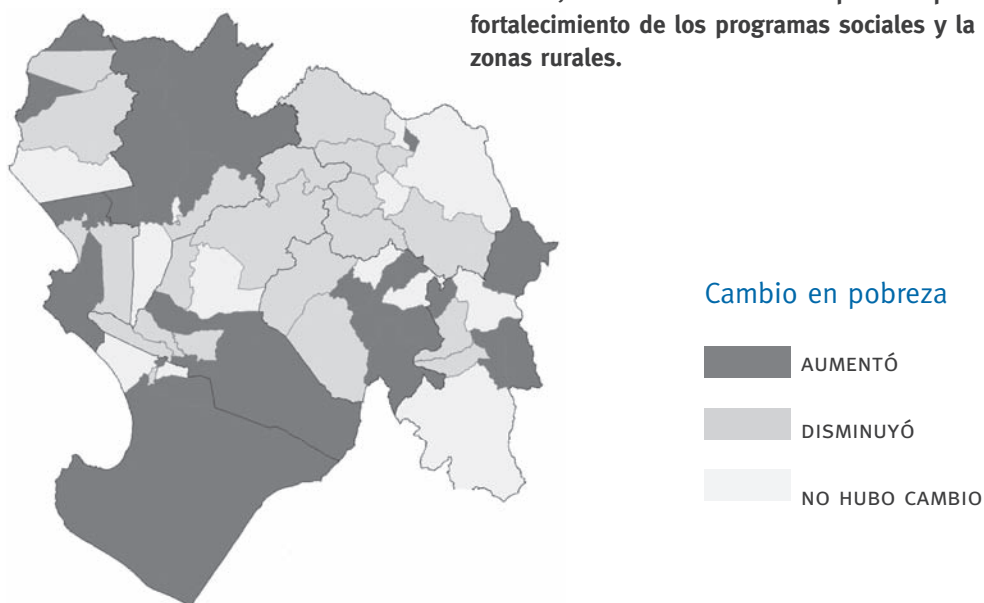 fortalecimiento de los programas sociales y la
zonas rurales.
Cambio en pobreza
AUMENTÓ
DISMINUYÓ
NO HUBO CAMBIO